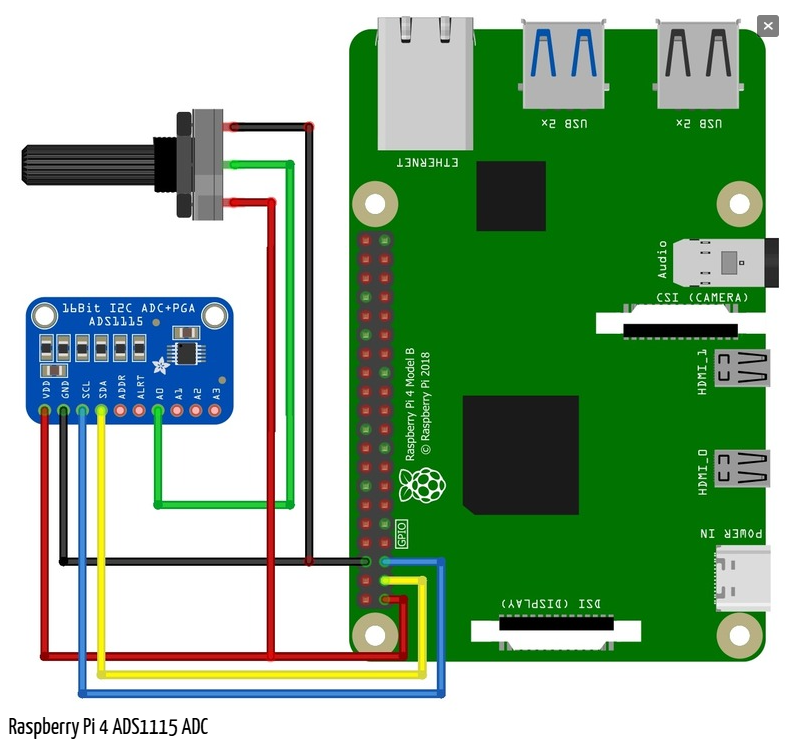 ETHERNET
USB 2x
USB 2x
Audio
CSI (CAMERA)
16Bit I2C ADC+PGA
ADS1115
VDD
GND
SCL
SDA
ADDR
ALRT
A0
A1
A2
A3
Raspberry Pi 4 Model B
© Raspberry Pi 2018
HDMI_1
HDMI_0
GPIO
POWER IN
DSI (DISPLAY)
Raspberry Pi 4 ADS1115 ADC